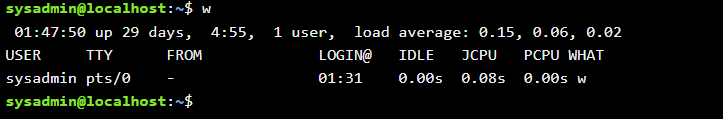 sysadmin@localhost:~$ w
 01:47:50 up 29 days,  4:55,  1 user,  load average: 0.15, 0.06, 0.02
USER     TTY      FROM             LOGIN@   IDLE   JCPU   PCPU WHAT
sysadmin pts/0    -                01:31    0.00s  0.08s  0.00s w
sysadmin@localhost:~$